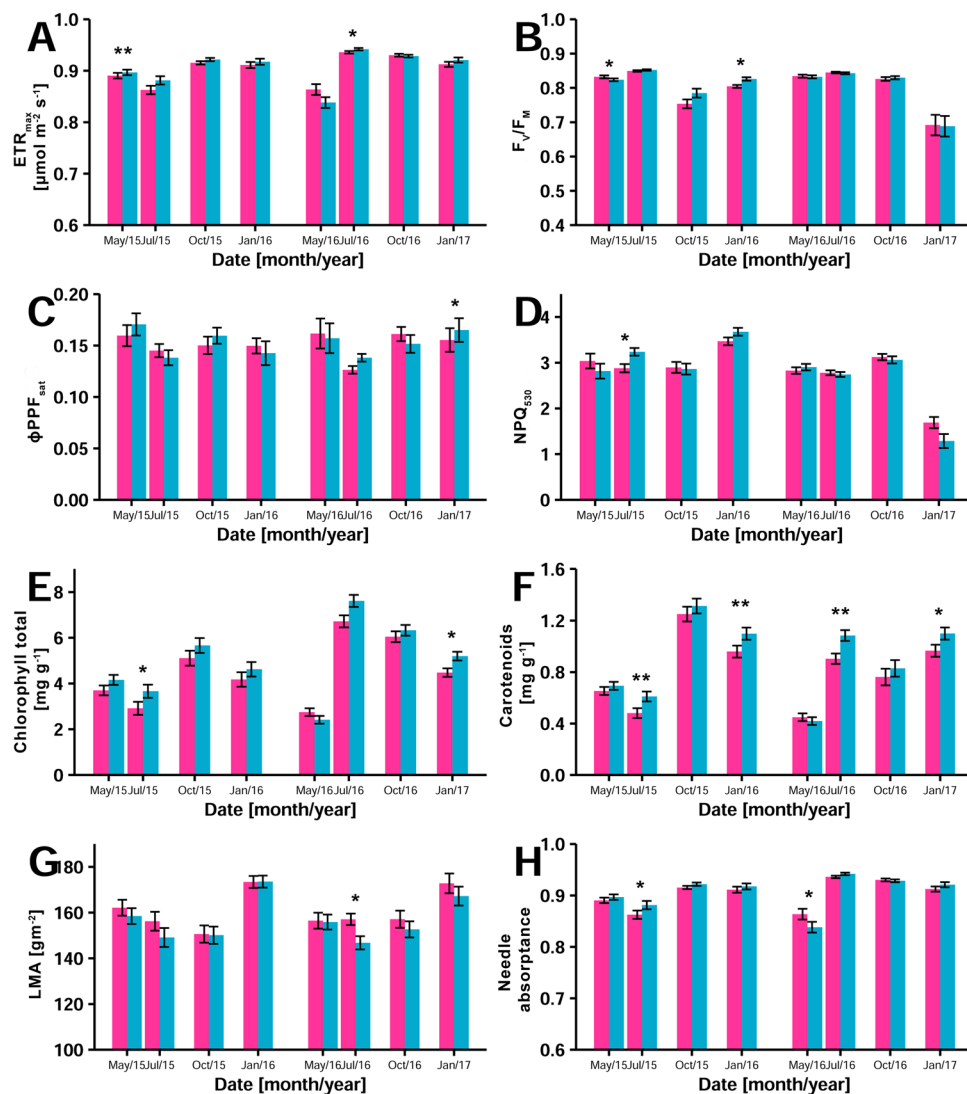 A
**
*
1.0
0.9
0.8
0.7
0.6
ETRmax
[µmol m-2 s-1]
May/15 Jul/15 Oct/15 Jan/16 May/16 Jul/16 Oct/16 Jan/17
Date [month/year]
B
*
*
1.0
0.9
0.8
0.7
0.6
0.5
0.4
FV/FM
May/15 Jul/15 Oct/15 Jan/16 May/16 Jul/16 Oct/16 Jan/17
Date [month/year]
C
*
0.20
0.15
0.10
0.05
0.00
ϕPPFsat
May/15 Jul/15 Oct/15 Jan/16 May/16 Jul/16 Oct/16 Jan/17
Date [month/year]
D
*
4
3
2
1
0
NPQ530
May/15 Jul/15 Oct/15 Jan/16 May/16 Jul/16 Oct/16 Jan/17
Date [month/year]
E
*
*
8
6
4
2
0
Chlorophyll total
[mg g-1]
May/15 Jul/15 Oct/15 Jan/16 May/16 Jul/16 Oct/16 Jan/17
Date [month/year]
F
**
**
**
*
1.6
1.2
0.8
0.4
0.0
Carotenoids
[mg g-1]
May/15 Jul/15 Oct/15 Jan/16 May/16 Jul/16 Oct/16 Jan/17
Date [month/year]
G
*
180
160
140
120
100
LMA [gm-2]
May/15 Jul/15 Oct/15 Jan/16 May/16 Jul/16 Oct/16 Jan/17
Date [month/year]
H
*
*
1.0
0.9
0.8
0.7
0.6
Needle
absorptance
May/15 Jul/15 Oct/15 Jan/16 May/16 Jul/16 Oct/16 Jan/17
Date [month/year]